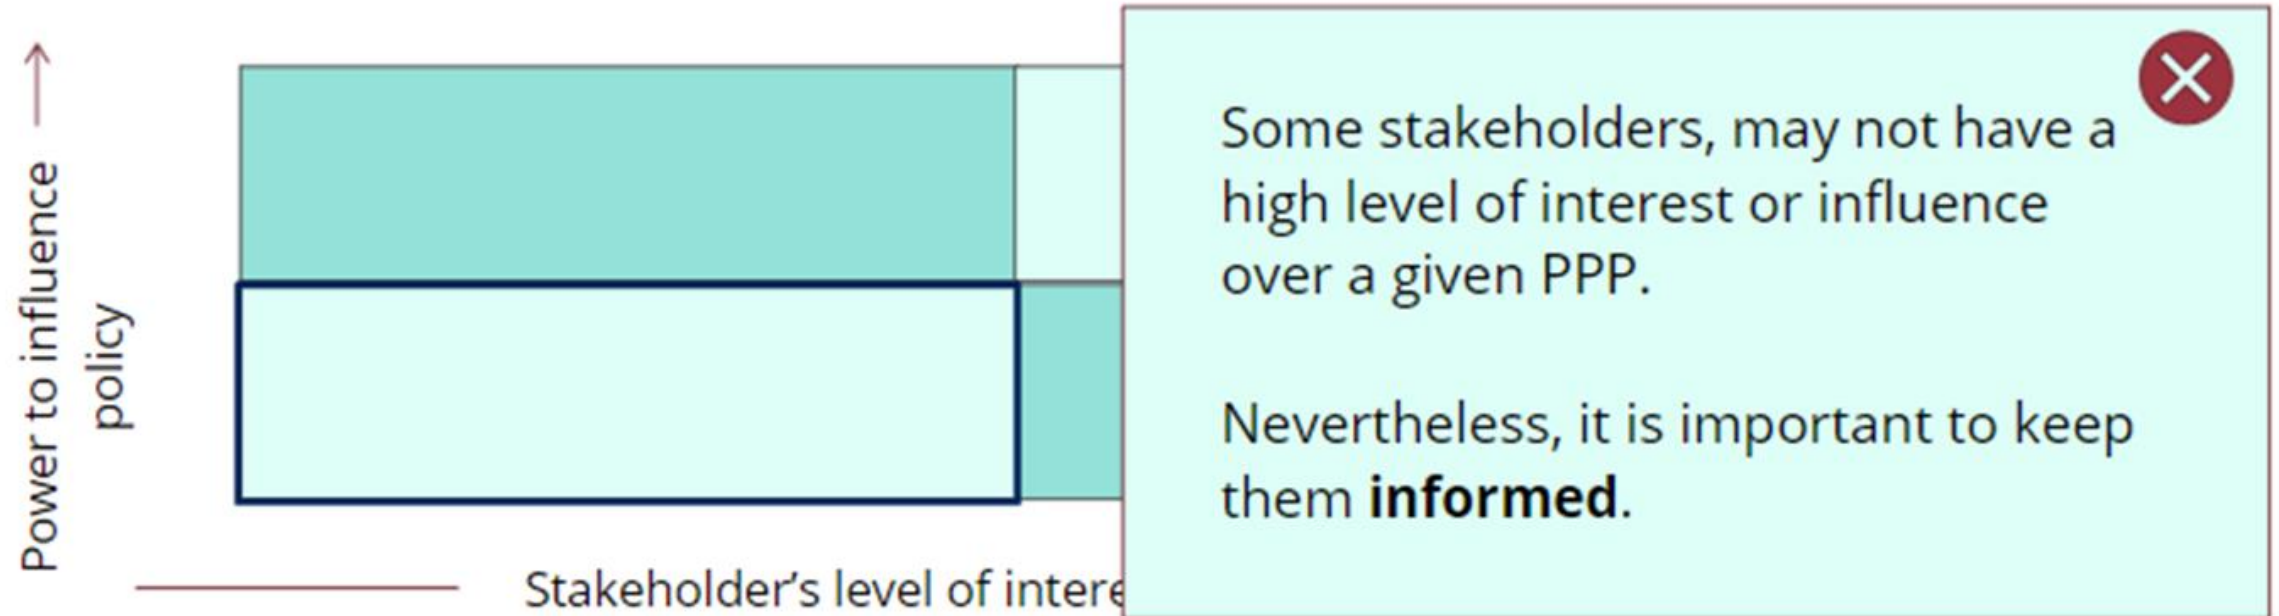 Power to influence
policy
Some stakeholders, may not have a
high level of interest or influence
over a given PPP.
Nevertheless, it is important to keep
them informed.
Stakeholder's level of intere